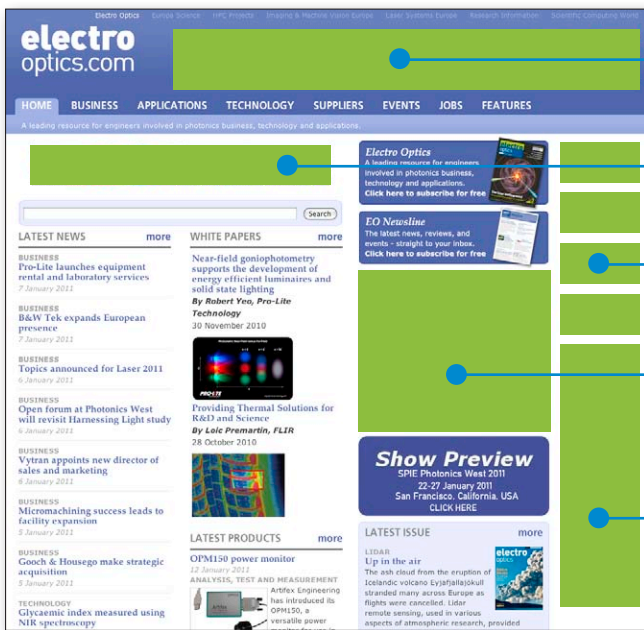 Electro Optics Europa Science HPC Projects Imaging & Machine Vision Europe Laser Systems Europe Research Information Scientific Computing World
electro
optics.com
HOME BUSINESS APPLICATIONS TECHNOLOGY SUPPLIERS EVENTS JOBS FEATURES
A leading resource for engineers involved in photonics business, technology and applications.
Search
LATEST NEWS more
BUSINESS
Pro-Lite launches equipment
rental and laboratory services
7 January 2011
BUSINESS
B&W Tek expands European
presence
7 January 2011
BUSINESS
Topics announced for Laser 2011
6 January 2011
BUSINESS
Open forum at Photonics West
will revisit Harnessing Light study
6 January 2011
BUSINESS
Vytran appoints new director of
sales and marketing
6 January 2011
BUSINESS
Micromachining success leads to
facility expansion
5 January 2011
BUSINESS
Gooch & Housego make strategic
acquisition
5 January 2011
TECHNOLOGY
Glycaemic index measured using
NIR spectroscopy
WHITE PAPERS more
Near-field goniophotometry
supports the development of
energy efficient luminaires and
solid state lighting
By Robert Yeo, Pro-Lite
Technology
30 November 2010
PRO-LITE
Providing Thermal Solutions for
R&D and Science
By Loic Premartin, FLIR
28 October 2010
LATEST PRODUCTS more
OPM150 power monitor
12 January 2011
ANALYSIS, TEST AND MEASUREMENT
Artifex Engineering
has introduced its
OPM150, a
versatile power
Electro Optics
A leading resource for engineers
involved in photonics business,
technology and applications.
Click here to subscribe for free
EO Newsline
The latest news, reviews, and
events - straight to your inbox.
Click here to subscribe for free
Show Preview
SPIE Photonics West 2011
22-27 January 2011
San Francisco. California. USA
CLICK HERE
LATEST ISSUE more
LIDAR
Up in the air
The ash cloud from the eruption of
Icelandic volcano Eyjafjallajökull
stranded many across Europe as
flights were cancelled. Lidar
remote sensing, used in various
aspects of atmospheric research, provided
electro
optics